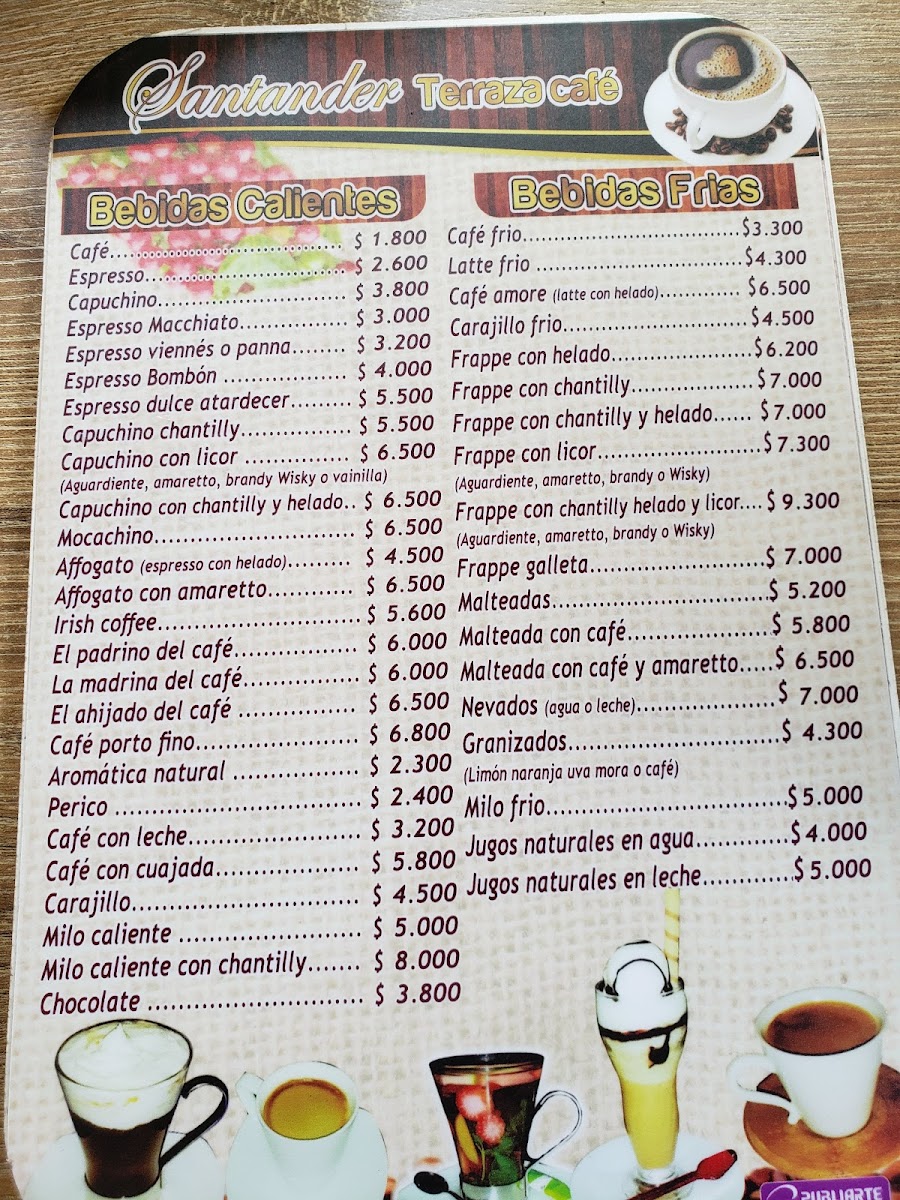 Santander Terraza café
Bebidas Calientes
Café........................ $ 1.800
Espresso........................ $ 2.600
Capuchino........................ $ 3.800
Espresso Macchiato................ $ 3.000
Espresso viennés o panna........ $ 3.200
Espresso Bombón .................. $ 4.000
Espresso dulce atardecer......... $ 5.500
Capuchino chantilly................ $ 5.500
Capuchino con licor ............... $ 6.500
(Aguardiente, amaretto, brandy Wisky o vainilla)
Capuchino con chantilly y helado.. $ 6.500
Mocachino............................ $ 6.500
Affogato (espresso con helado)......... $ 4.500
Affogato con amaretto............ $ 6.500
Irish coffee............................ $ 5.600
El padrino del café................. $ 6.000
La madrina del café................ $ 6.000
El ahijado del café ................ $ 6.500
Café porto fino...................... $ 6.800
Aromática natural ................. $ 2.300
Perico ................................. $ 2.400
Café con leche....................... $ 3.200
Café con cuajada................... $ 5.800
Carajillo.............................. $ 4.500
Milo caliente ........................ $ 5.000
Milo caliente con chantilly....... $ 8.000
Chocolate ............................ $ 3.800
Bebidas Frias
Café frio..............................$3.300
Latte frio ............................$4.300
Café amore (latte con helado)............$6.500
Carajillo frio.........................$4.500
Frappe con helado....................$6.200
Frappe con chantilly.................$7.000
Frappe con chantilly y helado...... $7.000
Frappe con licor......................$7.300
(Aguardiente, amaretto, brandy o Wisky)
Frappe con chantilly helado y licor....$ 9.300
(Aguardiente, amaretto, brandy o Wisky)
Frappe galleta.......................$ 7.000
Malteadas............................$ 5.200
Malteada con café..................$ 5.800
Malteada con café y amaretto.....$ 6.500
Nevados (agua o leche)..................$ 7.000
Granizados...........................$ 4.300
(Limón naranja uva mora o café)
Milo frio...............................$5.000
Jugos naturales en agua............$4.000
Jugos naturales en leche............$5.000
PUBLIARTE